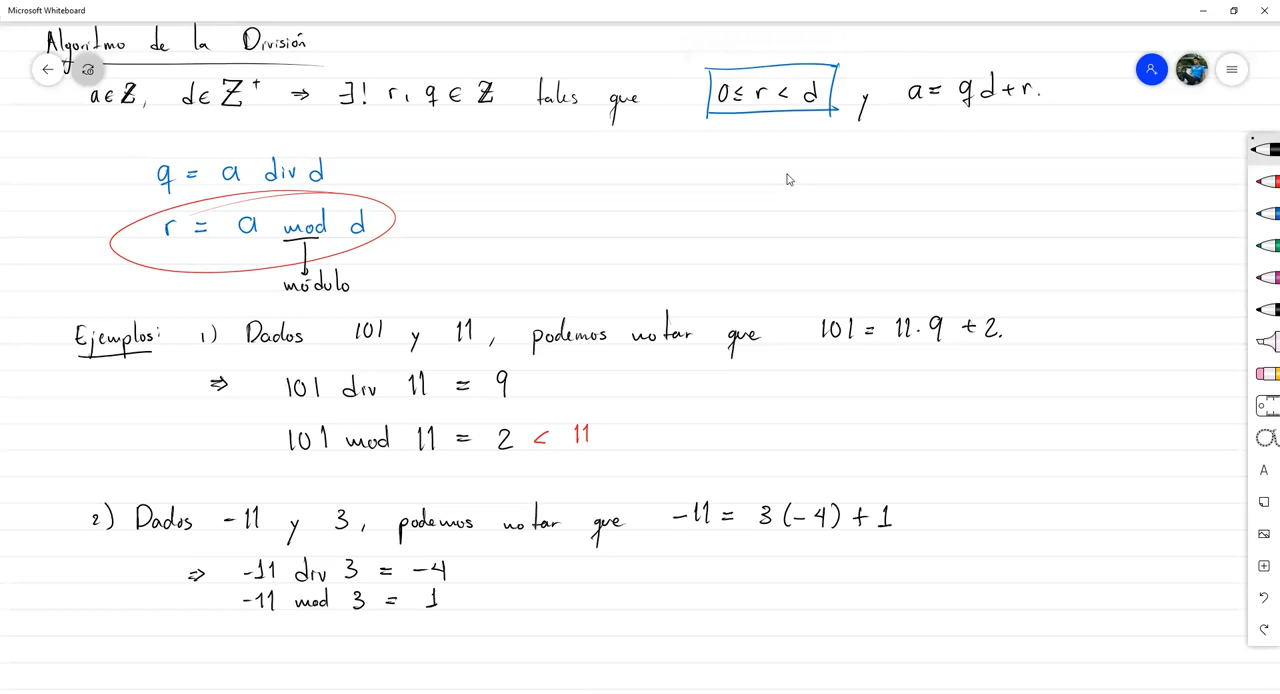 Microsoft Whiteboard
Algoritmo de la División
a ∈ Z, d ∈ Z⁺ ⇒ ∃! r, q ∈ Z tales que 0 ≤ r < d y a = qd + r.
q = a div d
r = a mod d
módulo
Ejemplos: 1) Dados 101 y 11, podemos notar que 101 = 11·9 + 2.
⇒ 101 div 11 = 9
101 mod 11 = 2 < 11
2) Dados -11 y 3, podemos notar que -11 = 3(-4) + 1
⇒ -11 div 3 = -4
-11 mod 3 = 1